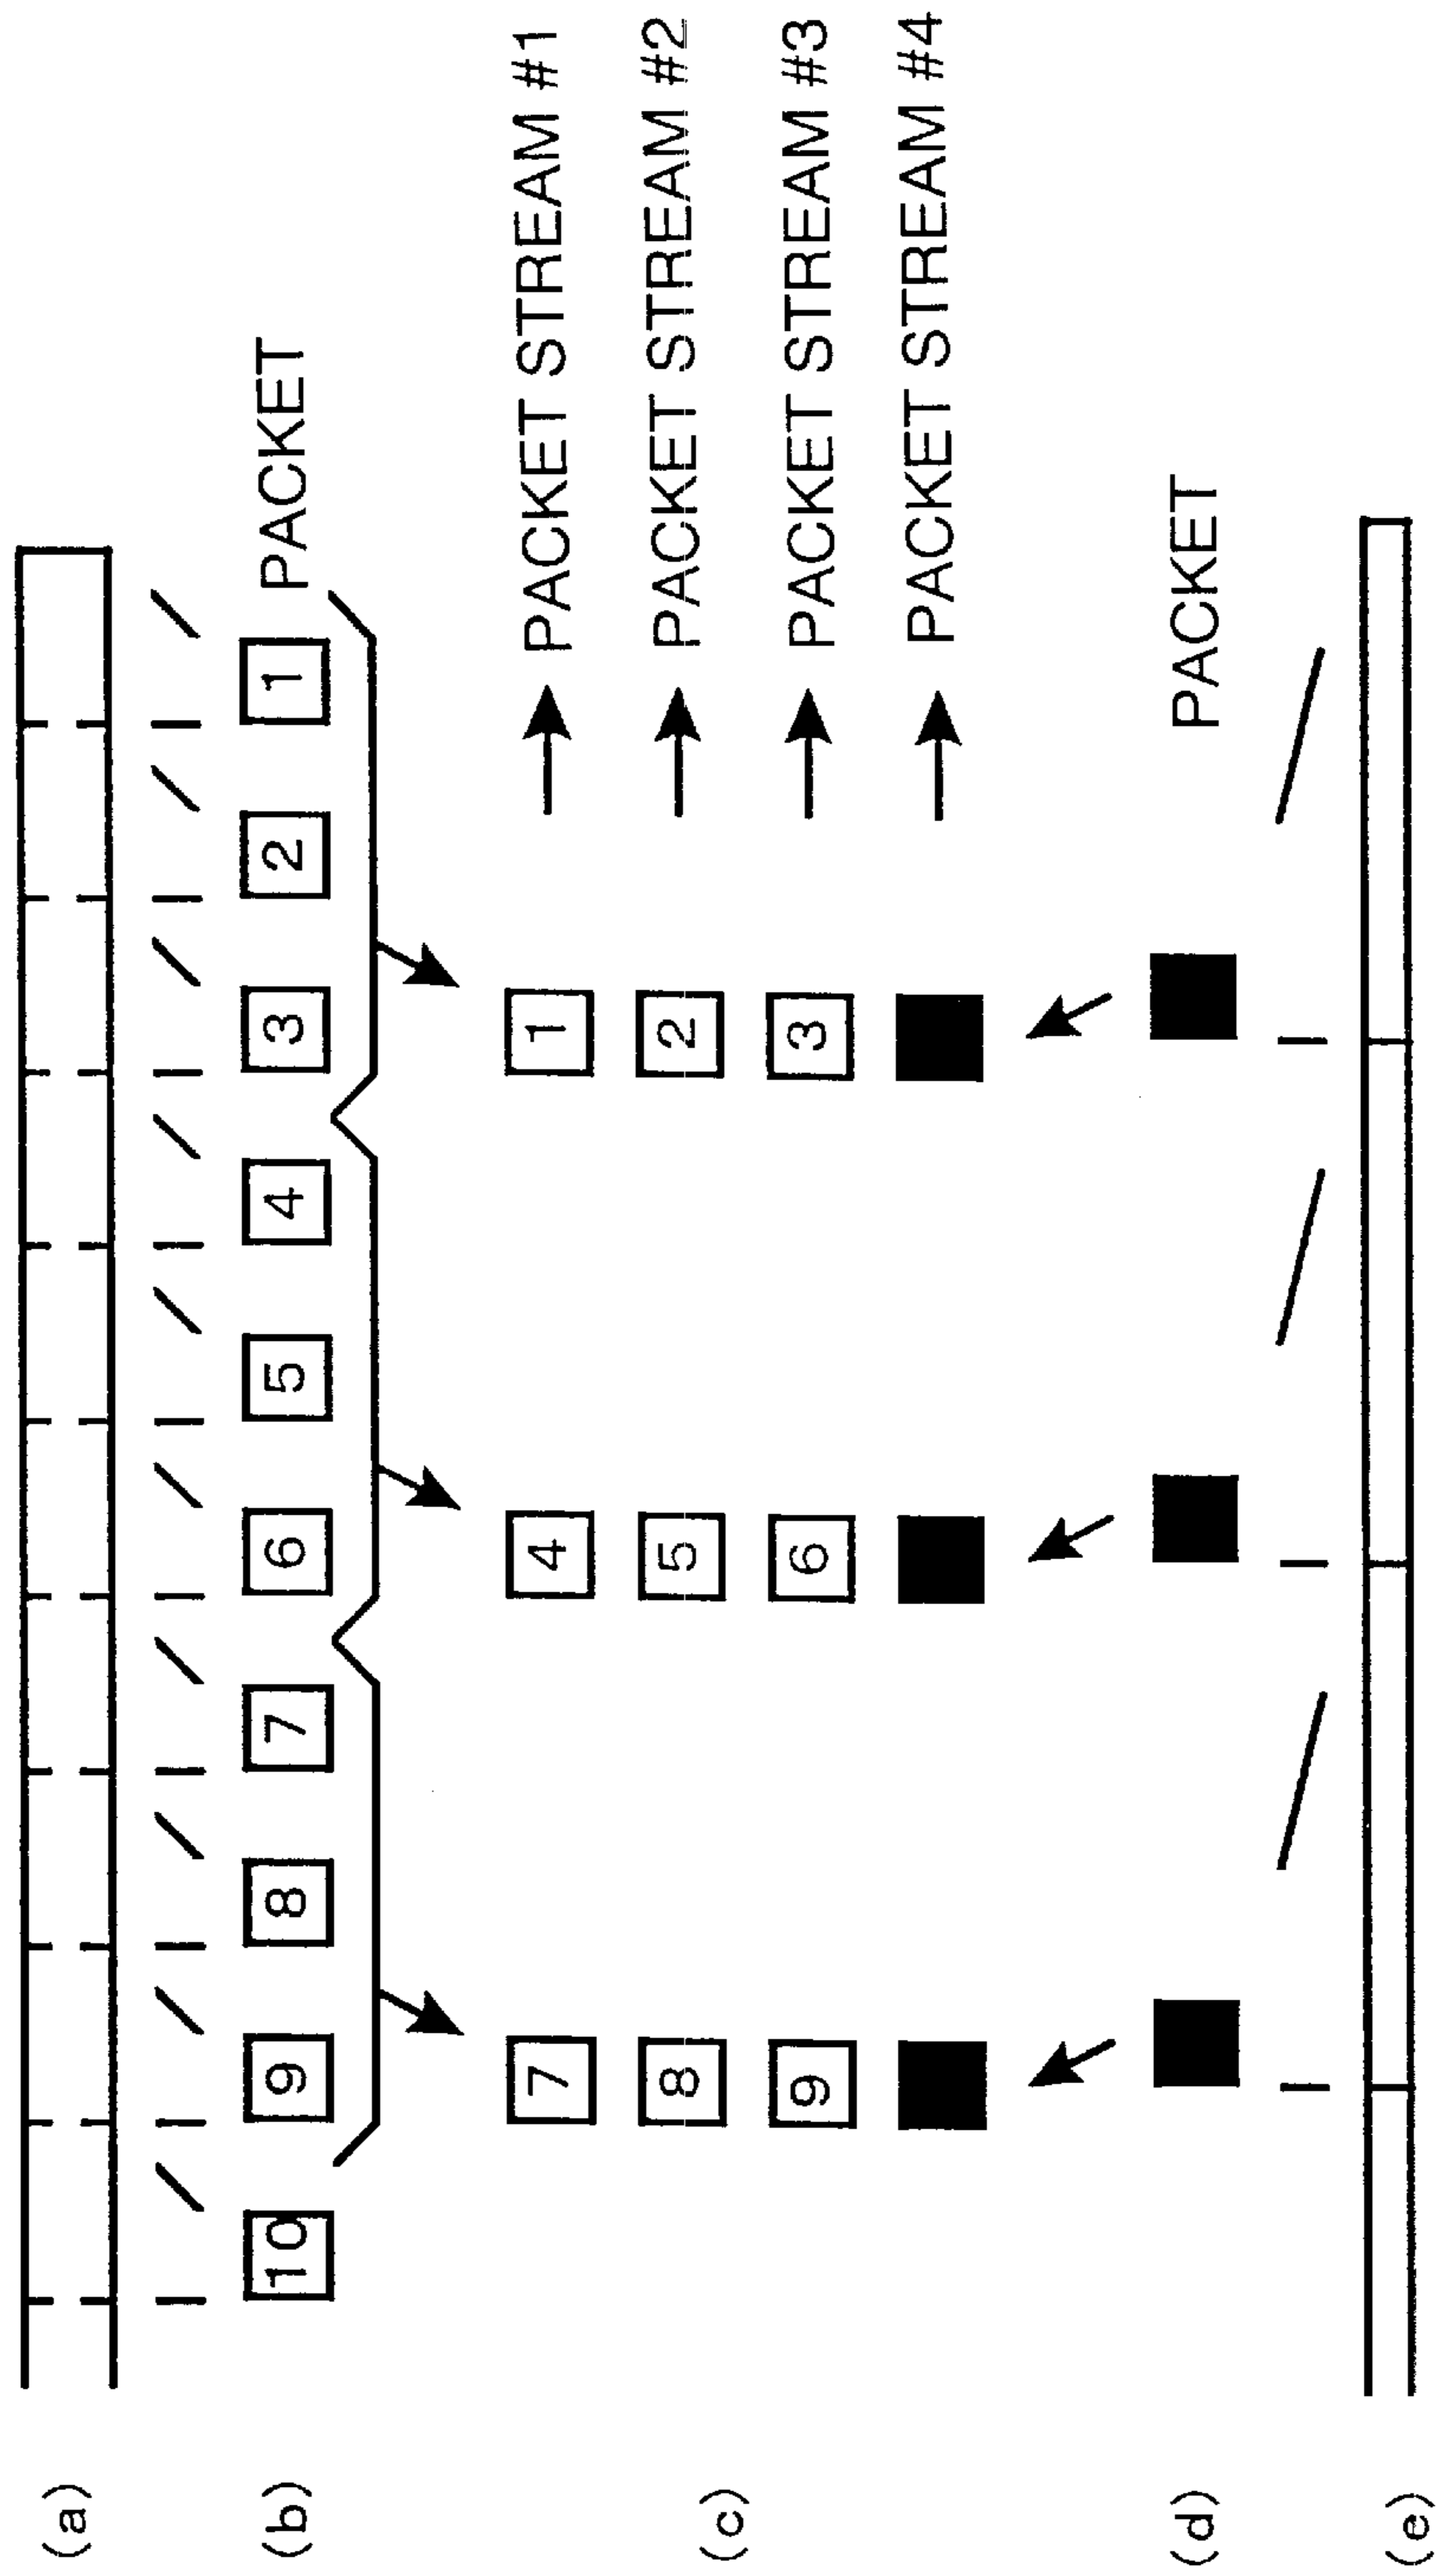 (a)
(b) 10 9 8 7 6 5 4 3 2 1 PACKET
(c)
7 4 1 PACKET STREAM #1
8 5 2 PACKET STREAM #2
9 6 3 PACKET STREAM #3
PACKET STREAM #4
(d) PACKET
(e)